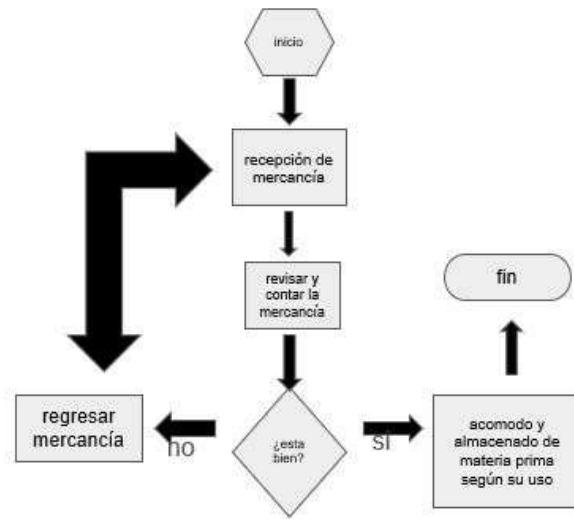 inicio
recepción de
mercancía
revisar y
contar la
mercancía
fin
¿esta
bien?
no
si
regresar
mercancía
acomodo y
almacenado de
materia prima
según su uso